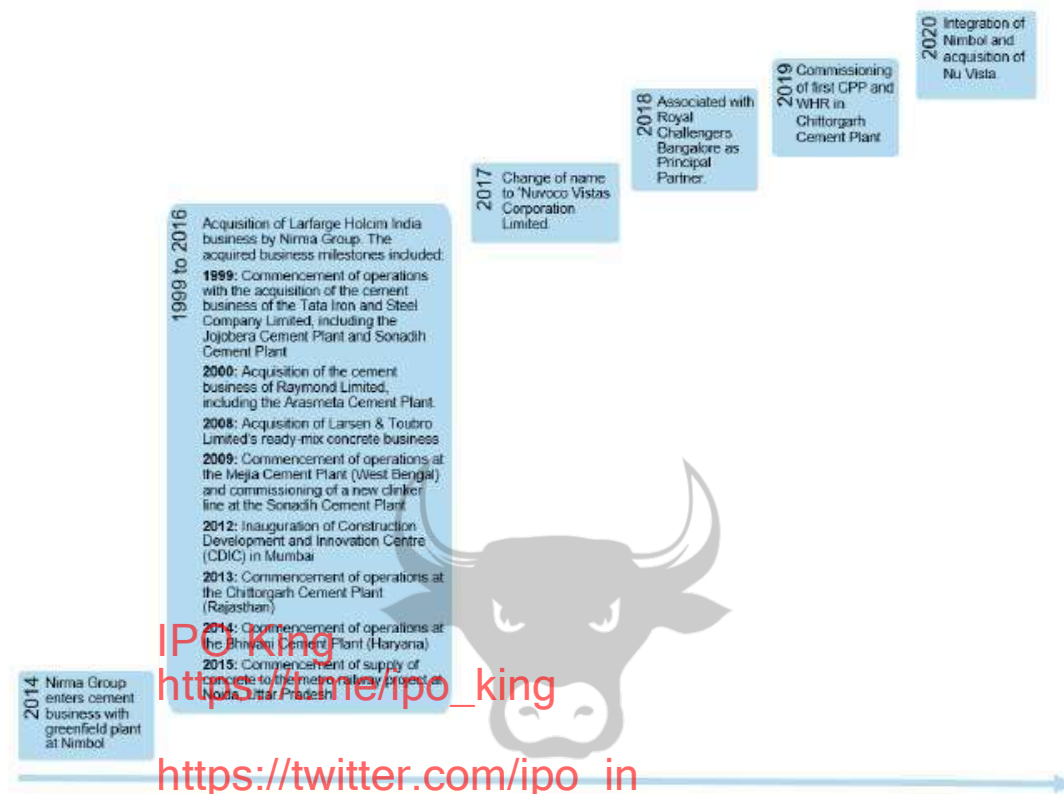 2014
Nirma Group
enters cement
business with
greenfield plant
at Nimbol
1999 to 2016
Acquisition of Larfarge Holcim India
business by Nirma Group. The
acquired business milestones included:
1999: Commencement of operations
with the acquisition of the cement
business of the Tata Iron and Steel
Company Limited, including the
Jojobera Cement Plant and Sonadih
Cement Plant
2000: Acquisition of the cement
business of Raymond Limited,
including the Arasmeta Cement Plant.
2008: Acquisition of Larsen & Toubro
Limited's ready-mix concrete business
2009: Commencement of operations at
the Mejia Cement Plant (West Bengal)
and commissioning of a new clinker
line at the Sonadih Cement Plant
2012: Inauguration of Construction
Development and Innovation Centre
(CDIC) in Mumbai
2013: Commencement of operations at
the Chittorgarh Cement Plant
(Rajasthan)
2014: Commencement of operations at
the Bhiwani Cement Plant (Haryana)
2015: Commencement of supply of
concrete to the metro railway project at
Noida, Uttar Pradesh
2017
Change of name
to 'Nuvoco Vistas
Corporation
Limited.
2018
Associated with
Royal
Challengers
Bangalore as
Principal
Partner.
2019
Commissioning
of first CPP and
WHR in
Chittorgarh
Cement Plant
2020
Integration of
Nimbol and
acquisition of
Nu Vista.
IPO King
https://t.me/ipo_king
https://twitter.com/ipo_in